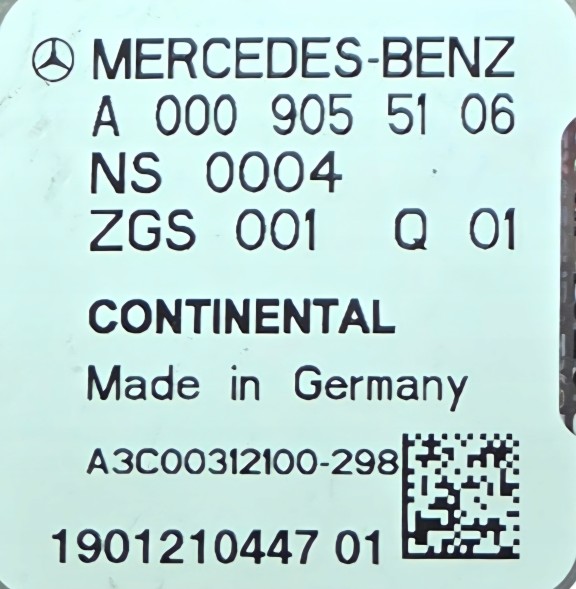 MERCEDES-BENZ
A 000 905 51 06
NS 0004
ZGS 001 Q 01
CONTINENTAL
Made in Germany
A3C00312100-298
1901210447 01